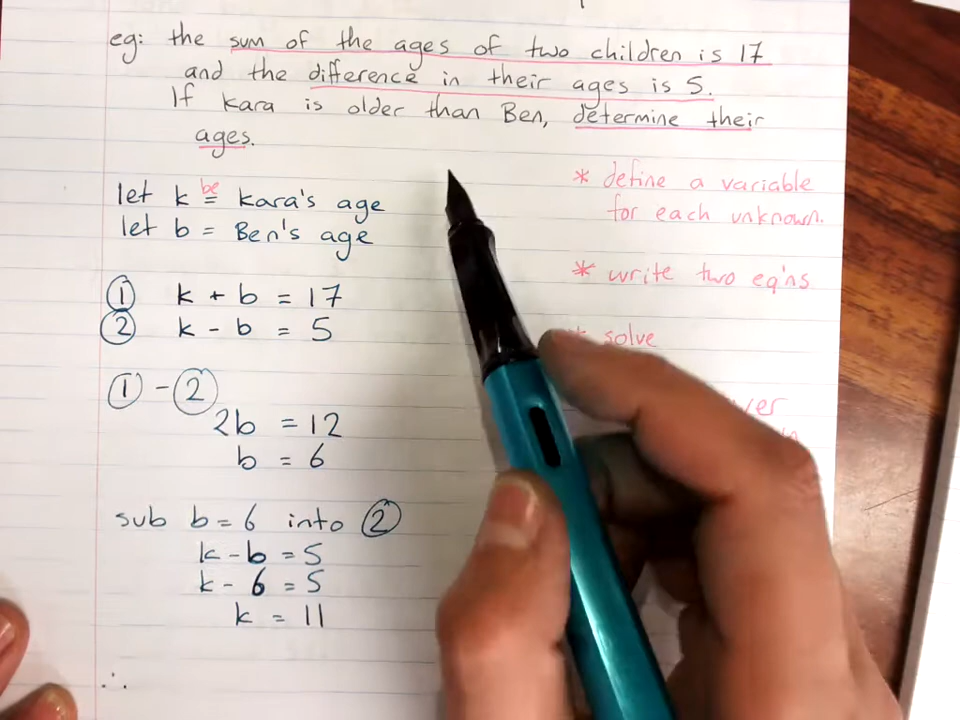 eg: the sum of the ages of two children is 17
and the difference in their ages is 5.
If Kara is older than Ben, determine their
ages.
let k be = Kara's age
let b = Ben's age
① k + b = 17
② k - b = 5
① - ②
2b = 12
b = 6
sub b = 6 into ②
k - b = 5
k - 6 = 5
k = 11
∴
* define a variable
for each unknown.
* write two eq'ns
* solve